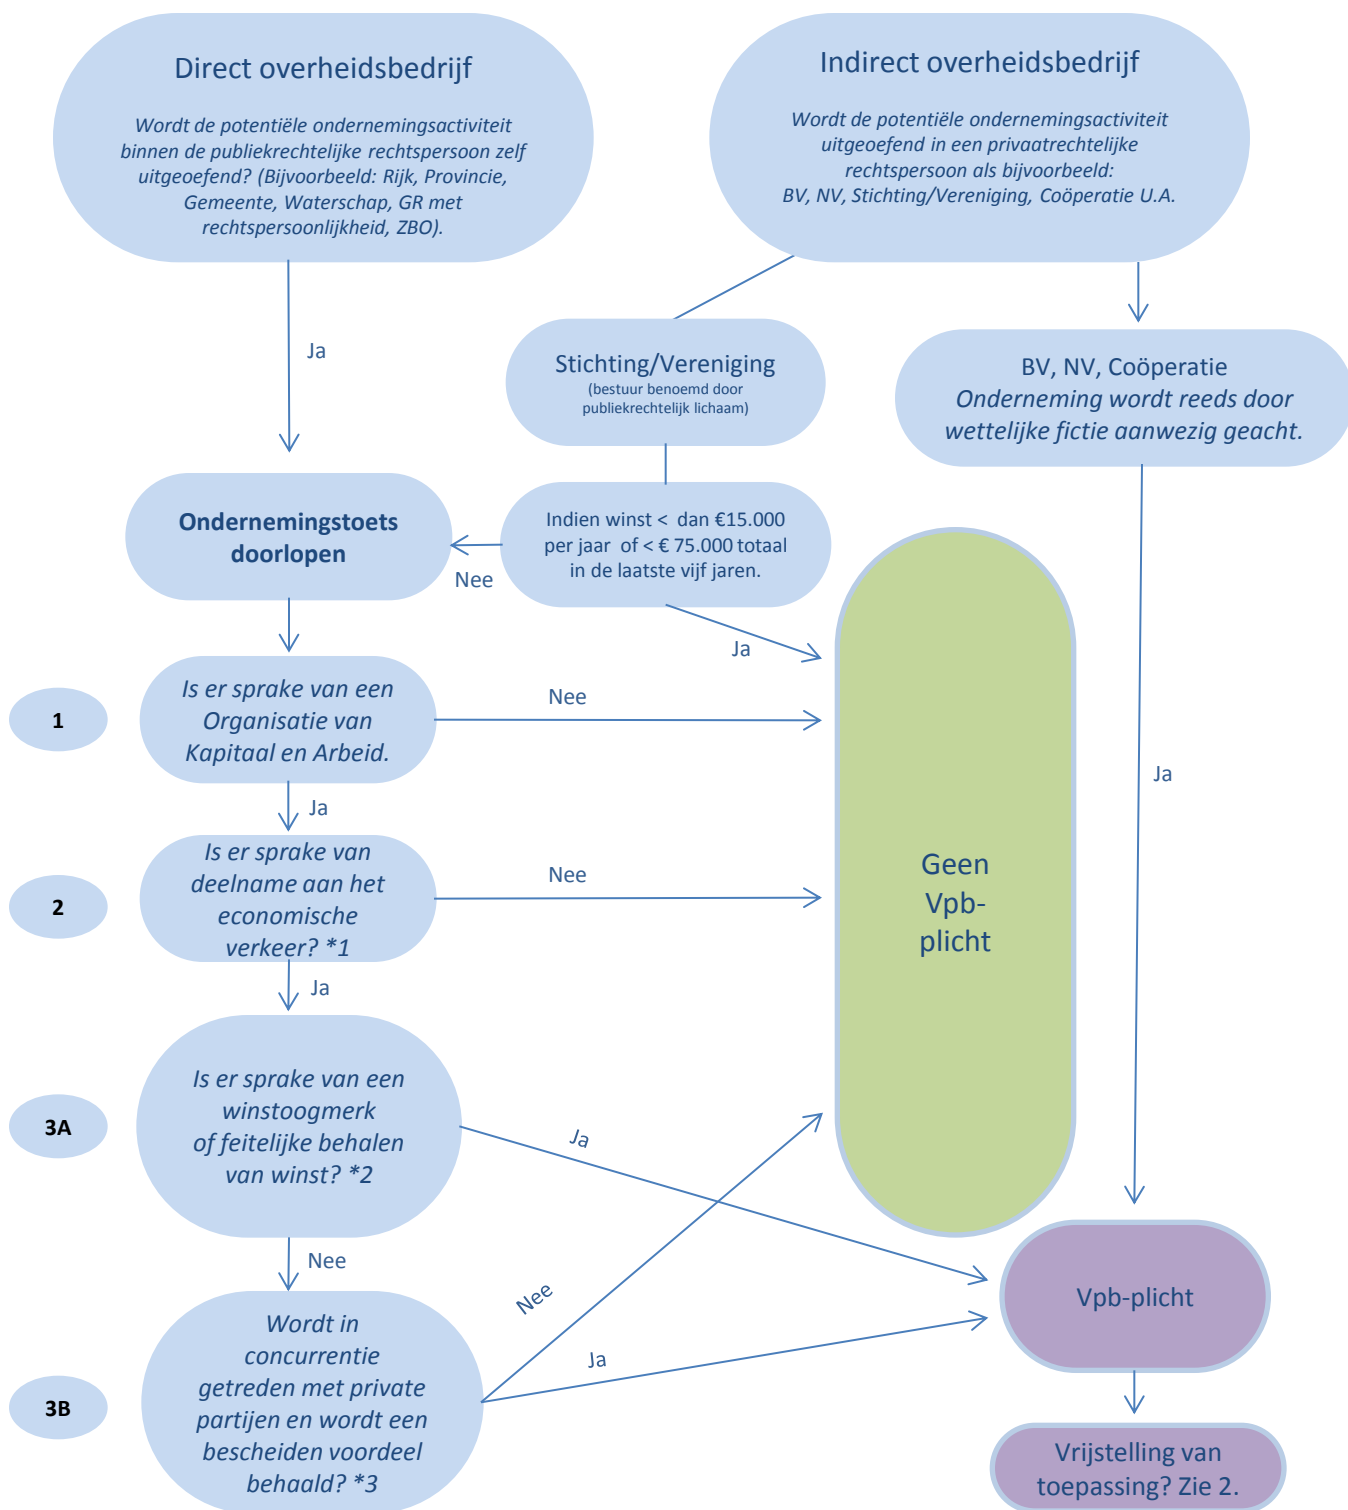 Direct overheidsbedrijf
Wordt de potentiële ondernemingsactiviteit
binnen de publiekrechtelijke rechtspersoon zelf
uitgeoefend? (Bijvoorbeeld: Rijk, Provincie,
Gemeente, Waterschap, GR met
rechtspersoonlijkheid, ZBO).
Indirect overheidsbedrijf
Wordt de potentiële ondernemingsactiviteit
uitgeoefend in een privaatrechtelijke
rechtspersoon als bijvoorbeeld:
BV, NV, Stichting/Vereniging, Coöperatie U.A.
Ja
Stichting/Vereniging
(bestuur benoemd door
publiekrechtelijk lichaam)
BV, NV, Coöperatie
Onderneming wordt reeds door
wettelijke fictie aanwezig geacht.
Ondernemingstoets
doorlopen
Nee
Indien winst < dan €15.000
per jaar of < € 75.000 totaal
in de laatste vijf jaren.
Ja
1
Is er sprake van een
Organisatie van
Kapitaal en Arbeid.
Nee
Ja
Ja
2
Is er sprake van
deelname aan het
economische
verkeer? *1
Nee
Geen
Vpb-
plicht
Ja
3A
Is er sprake van een
winstoogmerk
of feitelijke behalen
van winst? *2
Ja
Nee
Nee
Vpb-plicht
3B
Wordt in
concurrentie
getreden met private
partijen en wordt een
bescheiden voordeel
behaald? *3
Ja
Vrijstelling van
toepassing? Zie 2.